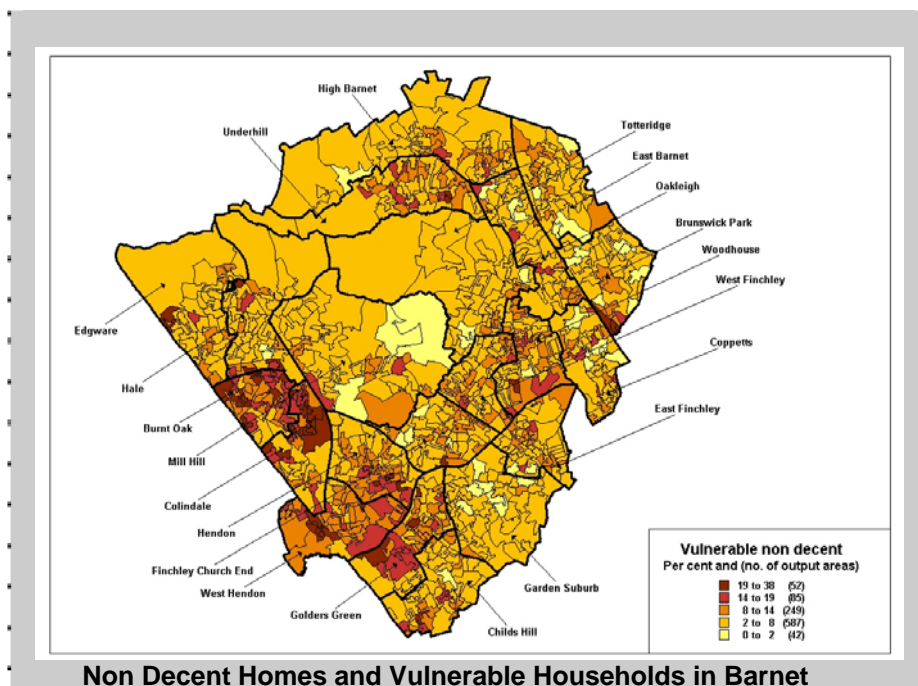 High Barnet
Underhill
Totteridge
East Barnet
Oakleigh
Brunswick Park
Woodhouse
West Finchley
Edgware
Coppetts
Hale
East Finchley
Burnt Oak
Mill Hill
Colindale
Hendon
Finchley Church End
West Hendon
Garden Suburb
Golders Green
Childs Hill
Vulnerable non decent
Per cent and (no. of output areas)
19 to 38 (52)
14 to 19 (85)
8 to 14 (249)
2 to 8 (587)
0 to 2 (42)
Non Decent Homes and Vulnerable Households in Barnet